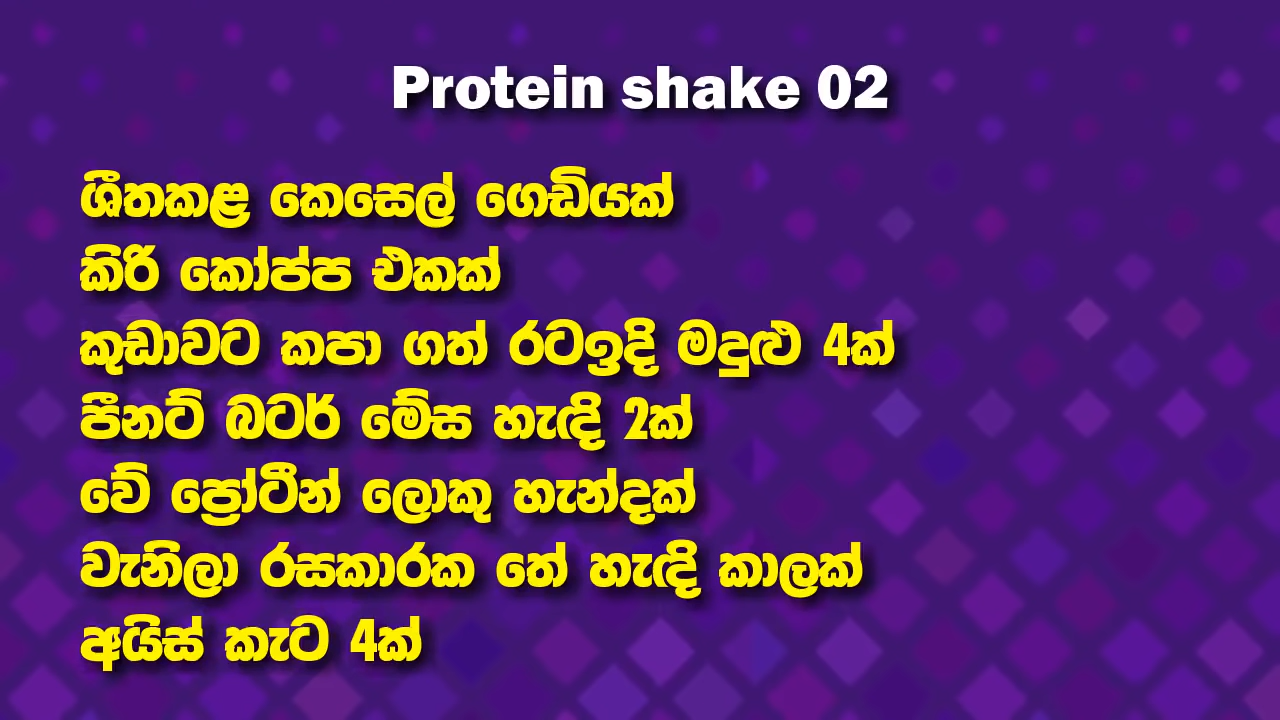 Protein shake 02
ශීතකළ කෙසෙල් ගෙඩියක්
කිරි කෝප්ප එකක්
කුඩාවට කපා ගත් රටඉදි මදුළු 4ක්
පීනට් බටර් මේස හැඳි 2ක්
වේ ප්‍රෝටීන් ලොකු හැන්දක්
වැනිලා රසකාරක තේ හැඳි කාලක්
අයිස් කැට 4ක්